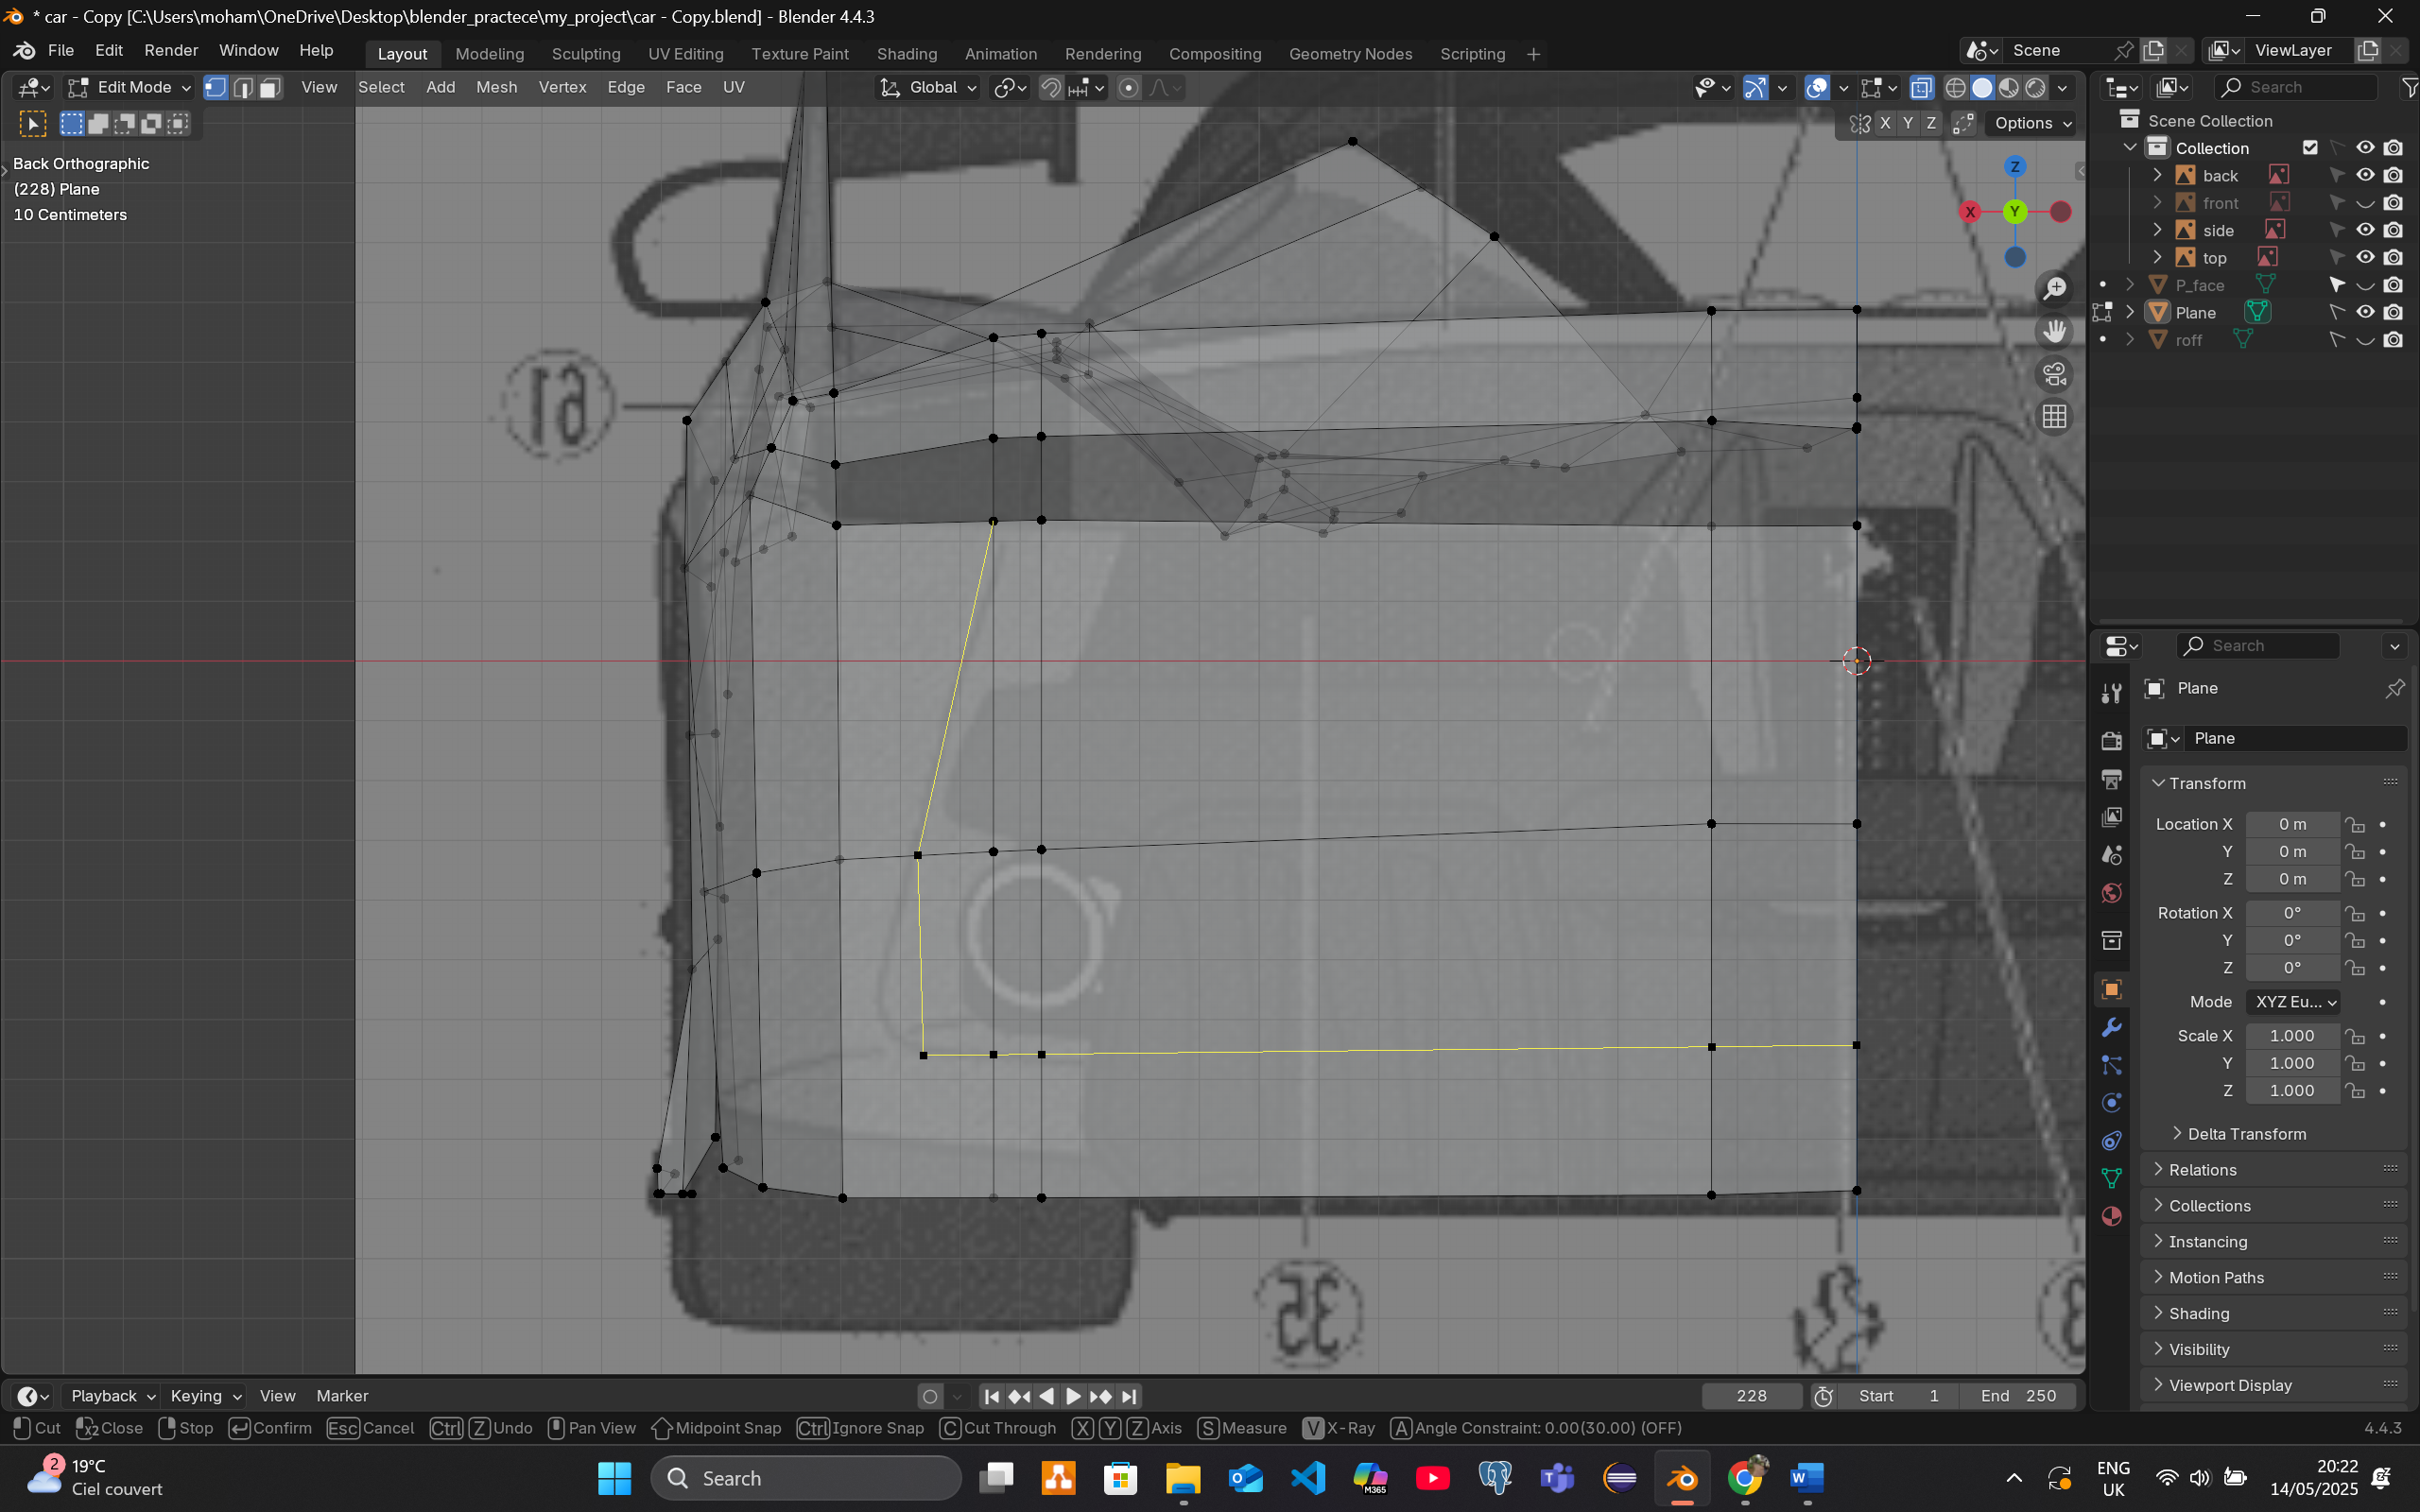 * car - Copy [C:\Users\moham\OneDrive\Desktop\blender_practece\my_project\car - Copy.blend] - Blender 4.4.3
File Edit Render Window Help Layout Modeling Sculpting UV Editing Texture Paint Shading Animation Rendering Compositing Geometry Nodes Scripting + Scene ViewLayer
Edit Mode View Select Add Mesh Vertex Edge Face UV Global Search
X Y Z Options
Back Orthographic
(228) Plane
10 Centimeters
Z
X Y
Scene Collection
Collection
back
front
side
top
P_face
Plane
roff
Search
Plane
Plane
Transform
Location X 0 m
Y 0 m
Z 0 m
Rotation X 0°
Y 0°
Z 0°
Mode XYZ Eu...
Scale X 1.000
Y 1.000
Z 1.000
Delta Transform
Relations
Collections
Instancing
Motion Paths
Shading
Visibility
Viewport Display
Playback Keying View Marker 228 Start 1 End 250
Cut x2 Close Stop Confirm Esc Cancel Ctrl Z Undo Pan View Midpoint Snap Ctrl Ignore Snap C Cut Through X Y Z Axis S Measure V X-Ray A Angle Constraint: 0.00(30.00) (OFF) 4.4.3
2 19°C
Ciel couvert
Search
M365
ENG
UK
20:22
14/05/2025